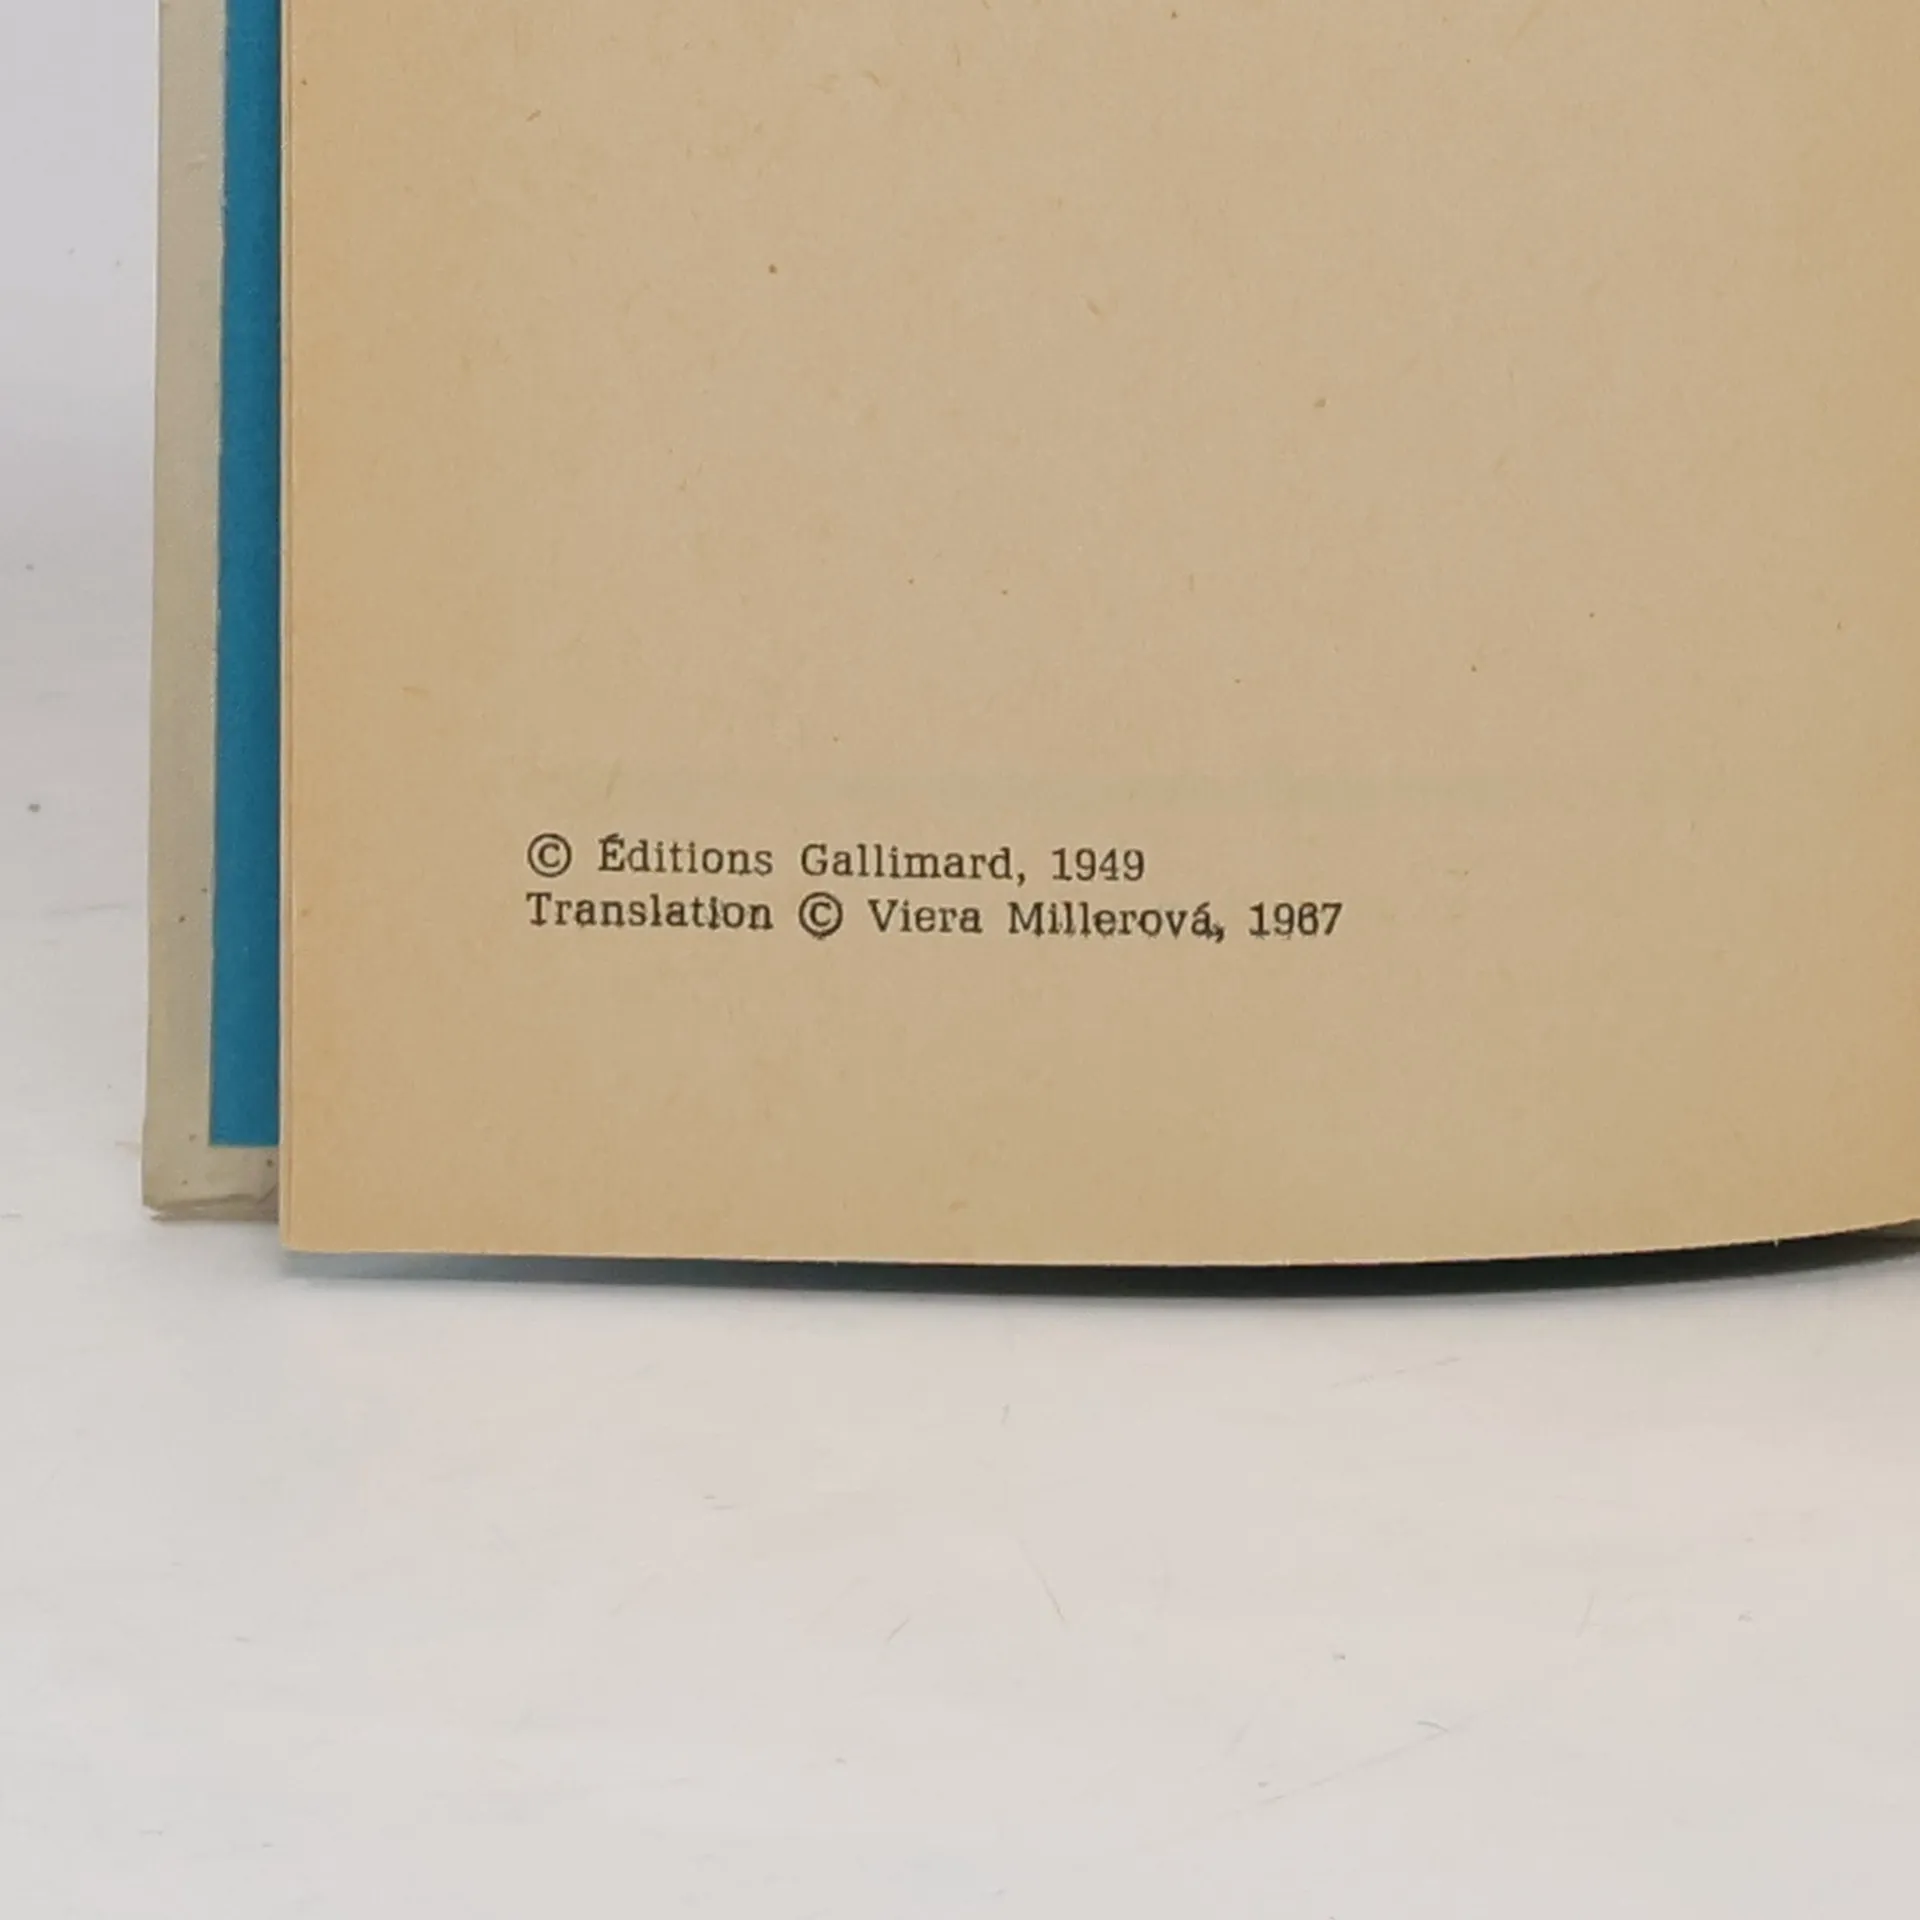 © Éditions Gallimard, 1949
Translation © Viera Millerová, 1967